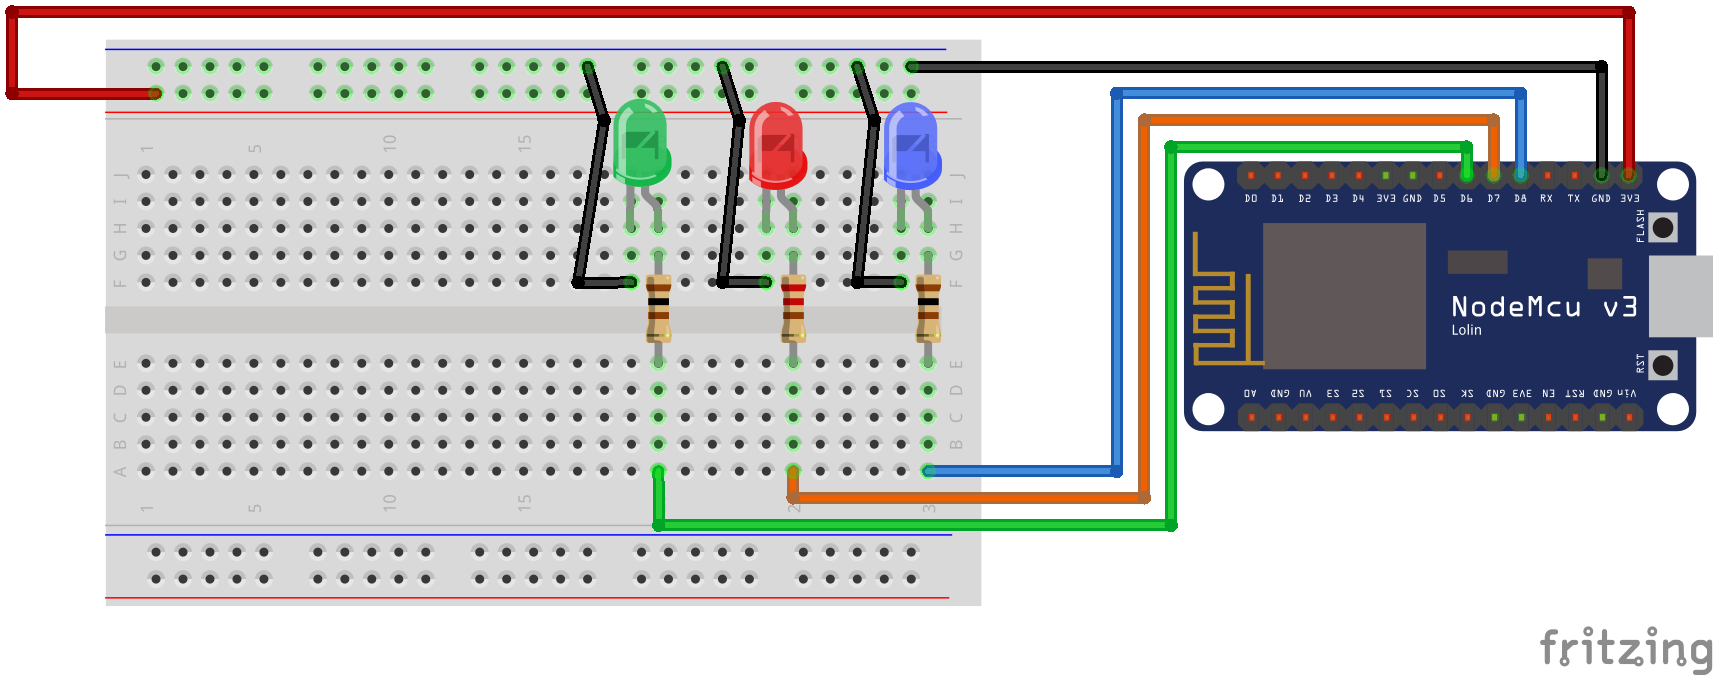 1 5 10 15
J J
I I
H H
G G
F F
E E
D D
C C
B B
A A
1 5 10 15 2 3
D0 D1 D2 D3 D4 3V3 GND D5 D6 D7 D8 RX TX GND 3V3
FLASH
NodeMcu v3
Lolin
RST
A0 GND VU S3 S2 S1 SC S0 SK GND 3V3 EN RST GND Vin
fritzing